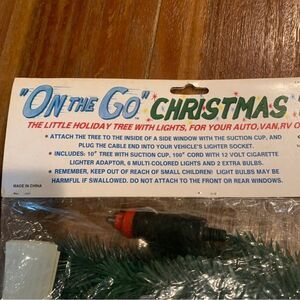 "ON THE GO" CHRISTMAS
THE LITTLE HOLIDAY TREE WITH LIGHTS, FOR YOUR AUTO, VAN, RV O
• ATTACH THE TREE TO THE INSIDE OF A SIDE WINDOW WITH THE SUCTION CUP, AND
PLUG THE CABLE END INTO YOUR VEHICLE'S LIGHTER SOCKET.
• INCLUDES: 10" TREE WITH SUCTION CUP, 100" CORD WITH 12 VOLT CIGARETTE
LIGHTER ADAPTOR, 6 MULTI-COLORED LIGHTS AND 2 EXTRA BULBS.
• REMEMBER, KEEP OUT OF REACH OF SMALL CHILDREN! LIGHT BULBS MAY BE
HARMFUL IF SWALLOWED. DO NOT ATTACH TO THE FRONT OR REAR WINDOWS.
MADE IN CHINA